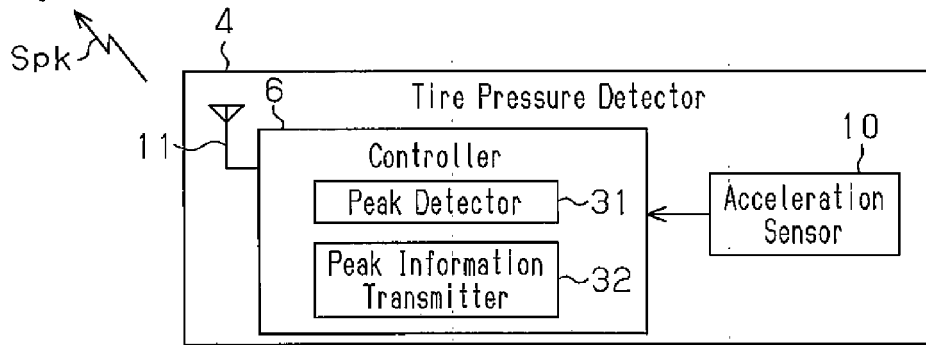 Spk
4
Tire Pressure Detector
6
11
Controller
10
Peak Detector
31
Acceleration
Sensor
Peak Information
Transmitter
32